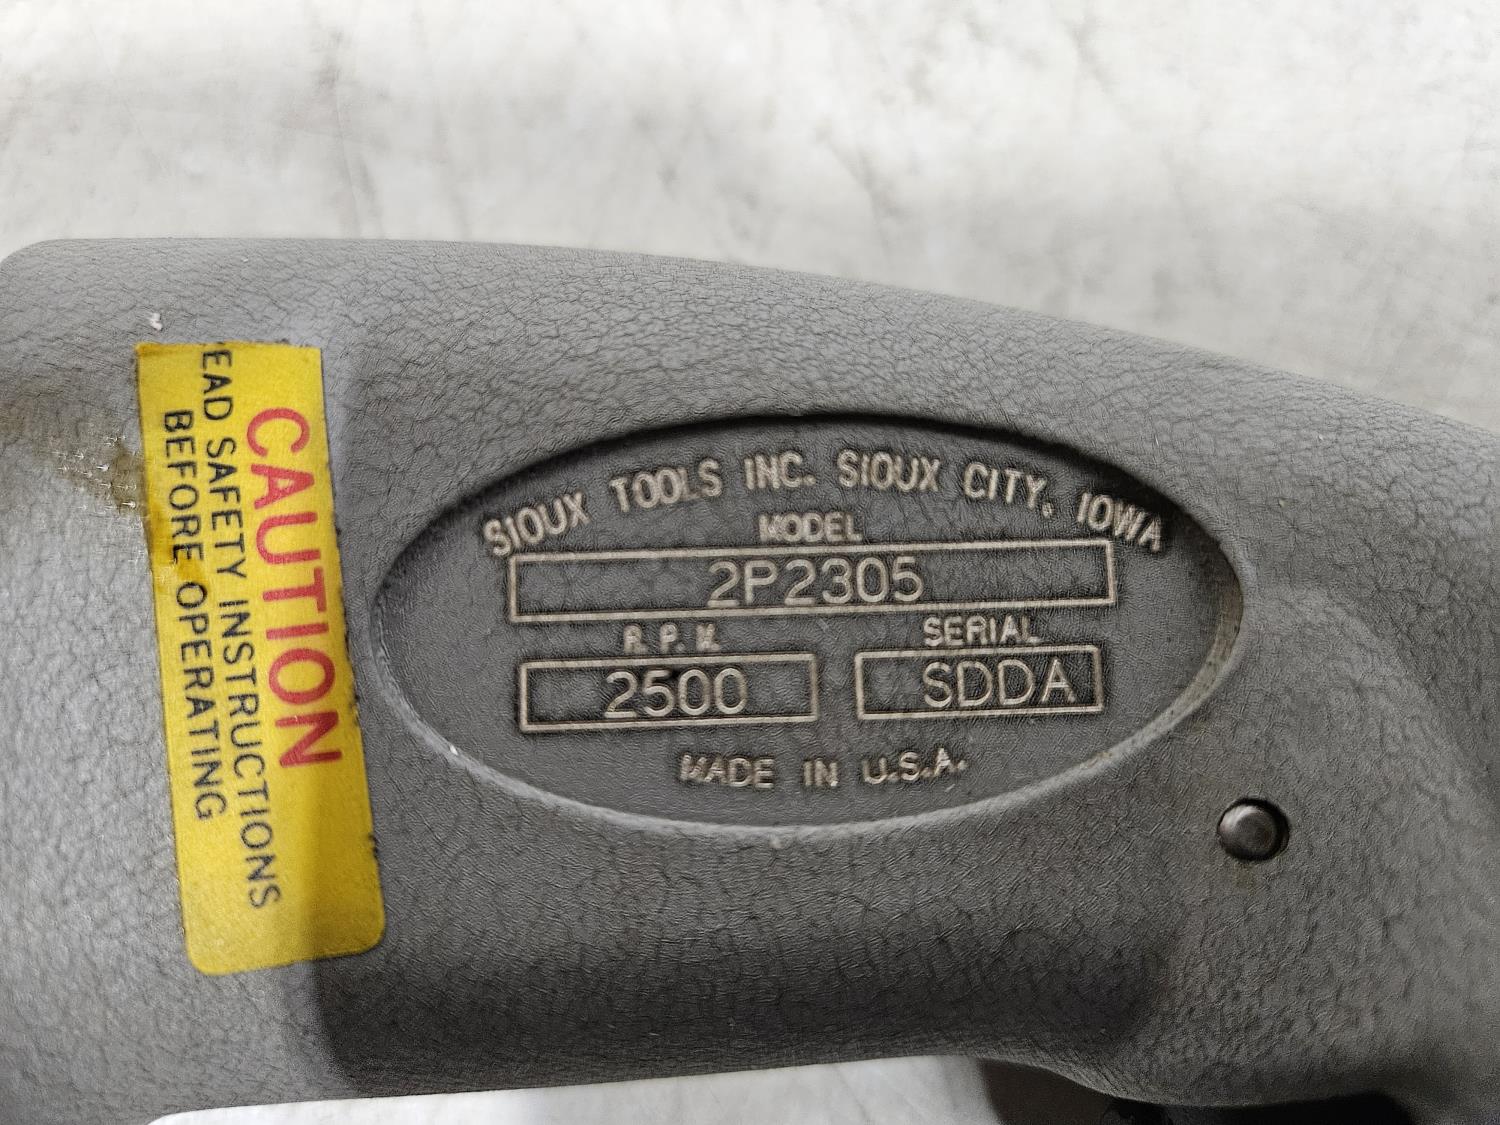 CAUTION
EAD SAFETY INSTRUCTIONS
BEFORE OPERATING
SIOUX TOOLS INC. SIOUX CITY, IOWA
MODEL
2P2305
R.P.M.
2500
SERIAL
SDDA
MADE IN U.S.A.